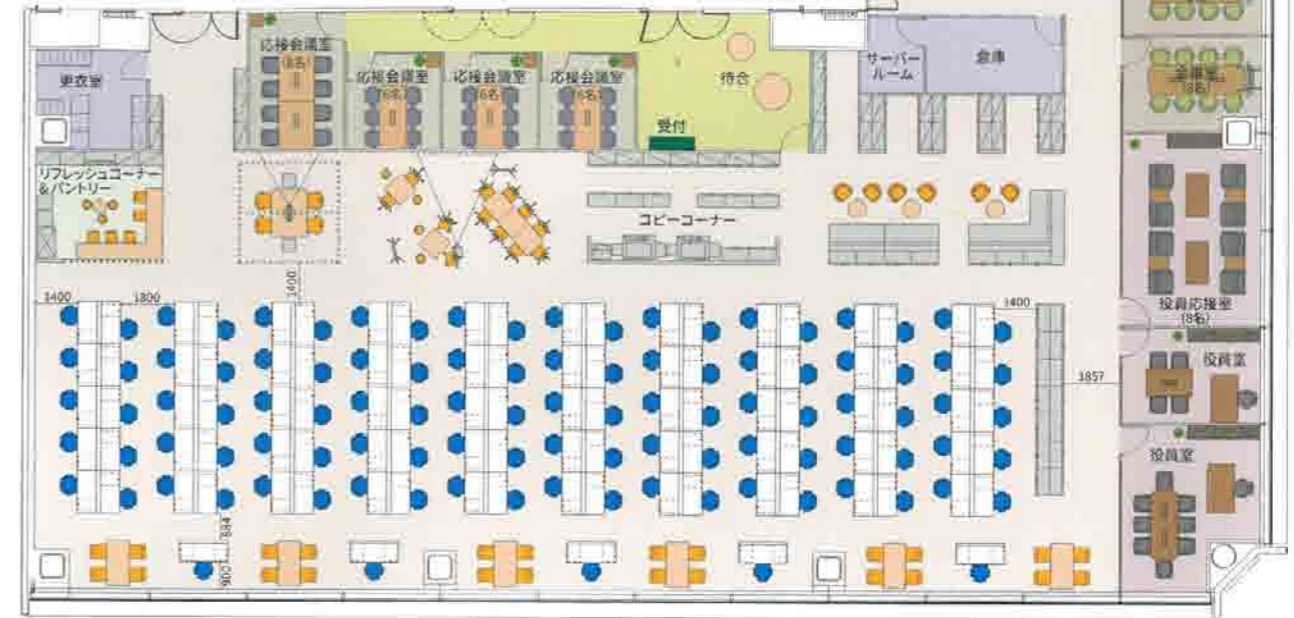 応接会議室
(8名)
応接会議室
(6名)
応接会議室
(6名)
応接会議室
(6名)
待合
受付
サーバー
ルーム
倉庫
会議室
(8名)
更衣室
リフレッシュコーナー
&パントリー
コピーコーナー
役員応接室
(8名)
役員室
役員室
1400
1800
1400
1400
1857
884
900